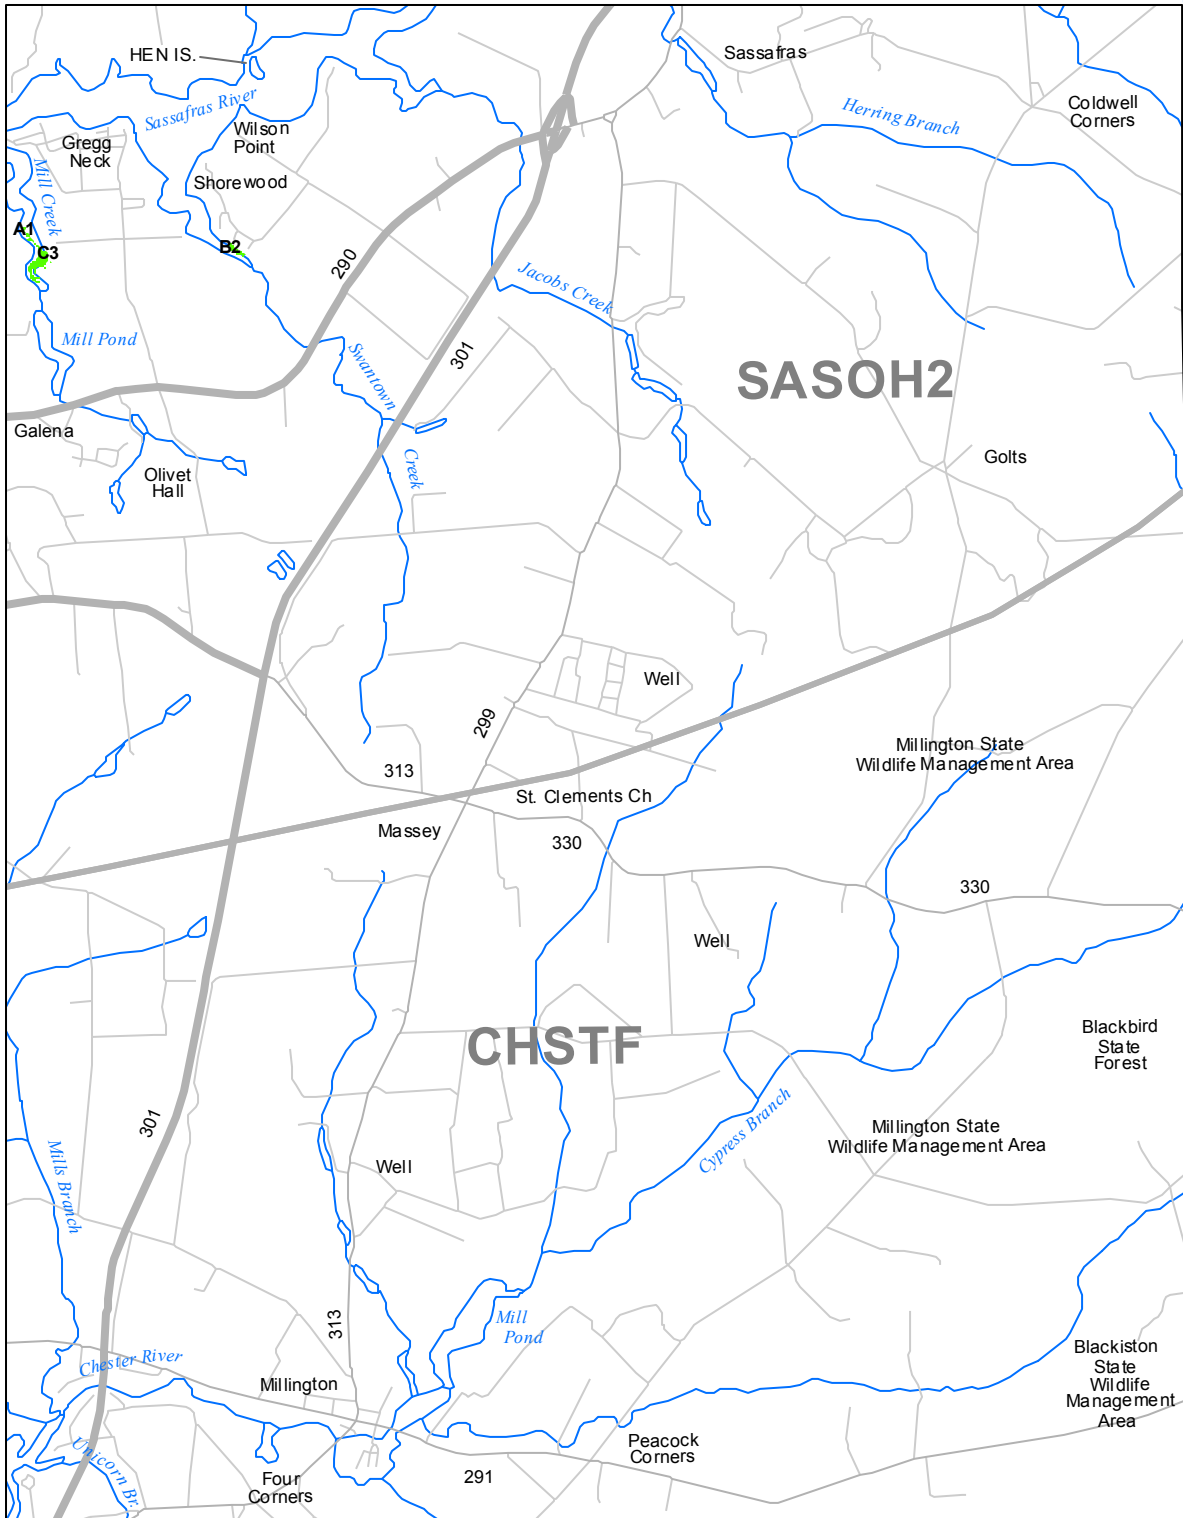 HEN IS.
Sassafras
Sassafras River
Herring Branch
Coldwell
Corners
Wilson
Point
Gregg
Neck
Mill Creek
Shorewood
A1
B2
C3
290
Jacobs Creek
Mill Pond
Swantown
301
SASOH2
Galena
Creek
Golts
Olivet
Hall
Well
299
Millington State
Wildlife Management Area
313
St. Clements Ch
Massey
330
330
Well
CHSTF
Blackbird
State
Forest
301
Cypress Branch
Millington State
Wildlife Management Area
Mills Branch
Well
313
Mill
Pond
Chester River
Blackiston
State
Wildlife
Management
Area
Millington
Peacock
Corners
Unicorn Br.
291
Four
Corners